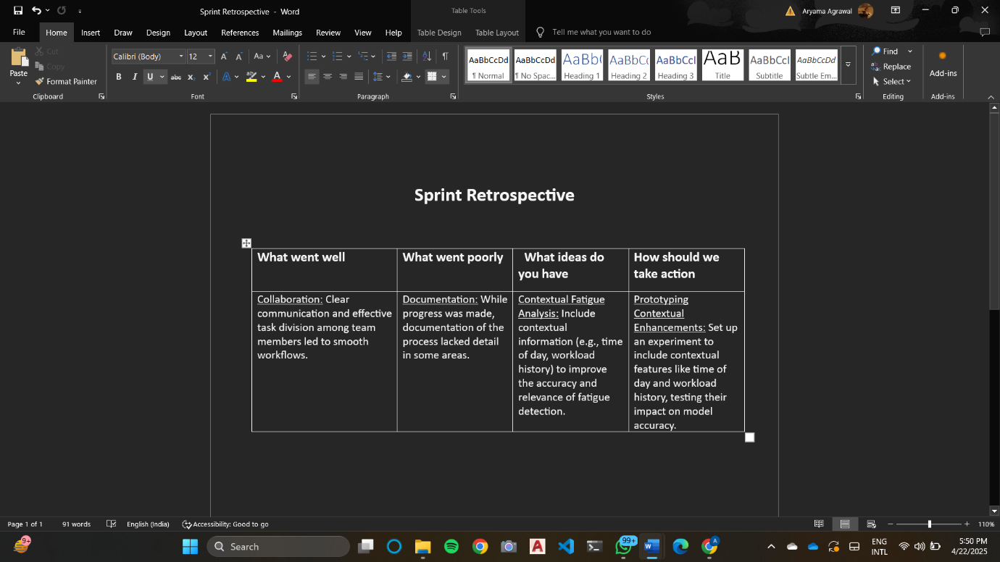 Sprint Retrospective - Word
Table Tools
Aryama Agrawal
File Home Insert Draw Design Layout References Mailings Review View Help Table Design Table Layout Tell me what you want to do
Paste
Cut
Copy
Format Painter
Clipboard
Calibri (Body) 12
Font
Paragraph
AaBbCcDd ¶ Normal
AaBbCcDd ¶ No Spac...
AaBb( Heading 1
AaBbCc( Heading 2
AaBbCcI Heading 3
AaB Title
AaBbCcI Subtitle
AaBbCcDd Subtle Em...
Styles
Find
Replace
Select
Editing
Add-ins
Add-ins
Sprint Retrospective
What went well
What went poorly
What ideas do
you have
How should we
take action
Collaboration: Clear
communication and effective
task division among team
members led to smooth
workflows.
Documentation: While
progress was made,
documentation of the
process lacked detail
in some areas.
Contextual Fatigue
Analysis: Include
contextual
information (e.g., time
of day, workload
history) to improve
the accuracy and
relevance of fatigue
detection.
Prototyping
Contextual
Enhancements: Set up
an experiment to
include contextual
features like time of
day and workload
history, testing their
impact on model
accuracy.
Page 1 of 1 91 words English (India) Accessibility: Good to go 110%
9+
Search
99+
ENG
INTL
5:50 PM
4/22/2025